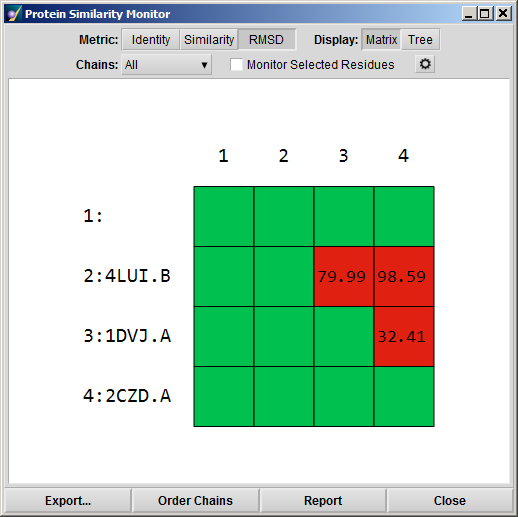 Protein Similarity Monitor
Metric: Identity Similarity RMSD Display: Matrix Tree
Chains: All Monitor Selected Residues
1 2 3 4
1:
2:4LUI.B 79.99 98.59
3:1DVJ.A 32.41
4:2CZD.A
Export... Order Chains Report Close